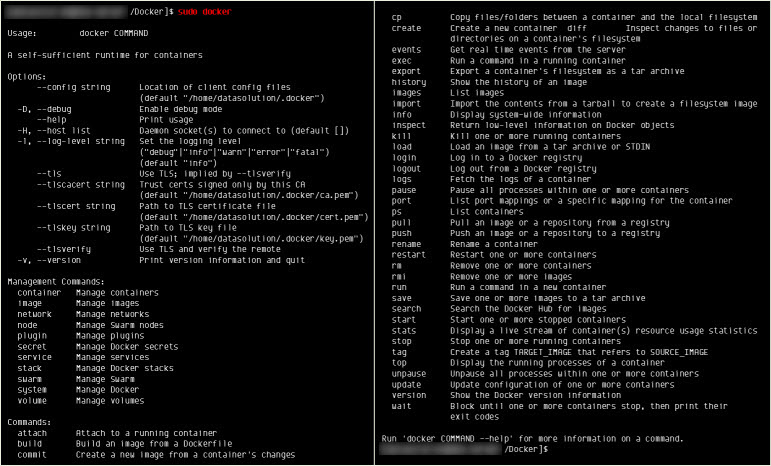 /Docker]$ sudo docker
Usage: docker COMMAND
A self-sufficient runtime for containers
Options:
--config string Location of client config files
(default "/home/datasolution/.docker")
-D, --debug Enable debug mode
--help Print usage
-H, --host list Daemon socket(s) to connect to (default [])
-l, --log-level string Set the logging level
("debug"|"info"|"warn"|"error"|"fatal")
(default "info")
--tls Use TLS; implied by --tlsverify
--tlscacert string Trust certs signed only by this CA
(default "/home/datasolution/.docker/ca.pem")
--tlscert string Path to TLS certificate file
(default "/home/datasolution/.docker/cert.pem")
--tlskey string Path to TLS key file
(default "/home/datasolution/.docker/key.pem")
--tlsverify Use TLS and verify the remote
-v, --version Print version information and quit
Management Commands:
container Manage containers
image Manage images
network Manage networks
node Manage Swarm nodes
plugin Manage plugins
secret Manage Docker secrets
service Manage services
stack Manage Docker stacks
swarm Manage Swarm
system Manage Docker
volume Manage volumes
Commands:
attach Attach to a running container
build Build an image from a Dockerfile
commit Create a new image from a container's changes
cp Copy files/folders between a container and the local filesystem
create Create a new container diff Inspect changes to files or
directories on a container's filesystem
events Get real time events from the server
exec Run a command in a running container
export Export a container's filesystem as a tar archive
history Show the history of an image
images List images
import Import the contents from a tarball to create a filesystem image
info Display system-wide information
inspect Return low-level information on Docker objects
kill Kill one or more running containers
load Load an image from a tar archive or STDIN
login Log in to a Docker registry
logout Log out from a Docker registry
logs Fetch the logs of a container
pause Pause all processes within one or more containers
port List port mappings or a specific mapping for the container
ps List containers
pull Pull an image or a repository from a registry
push Push an image or a repository to a registry
rename Rename a container
restart Restart one or more containers
rm Remove one or more containers
rmi Remove one or more images
run Run a command in a new container
save Save one or more images to a tar archive
search Search the Docker Hub for images
start Start one or more stopped containers
stats Display a live stream of container(s) resource usage statistics
stop Stop one or more running containers
tag Create a tag TARGET_IMAGE that refers to SOURCE_IMAGE
top Display the running processes of a container
unpause Unpause all processes within one or more containers
update Update configuration of one or more containers
version Show the Docker version information
wait Block until one or more containers stop, then print their
exit codes
Run 'docker COMMAND --help' for more information on a command.
/Docker]$